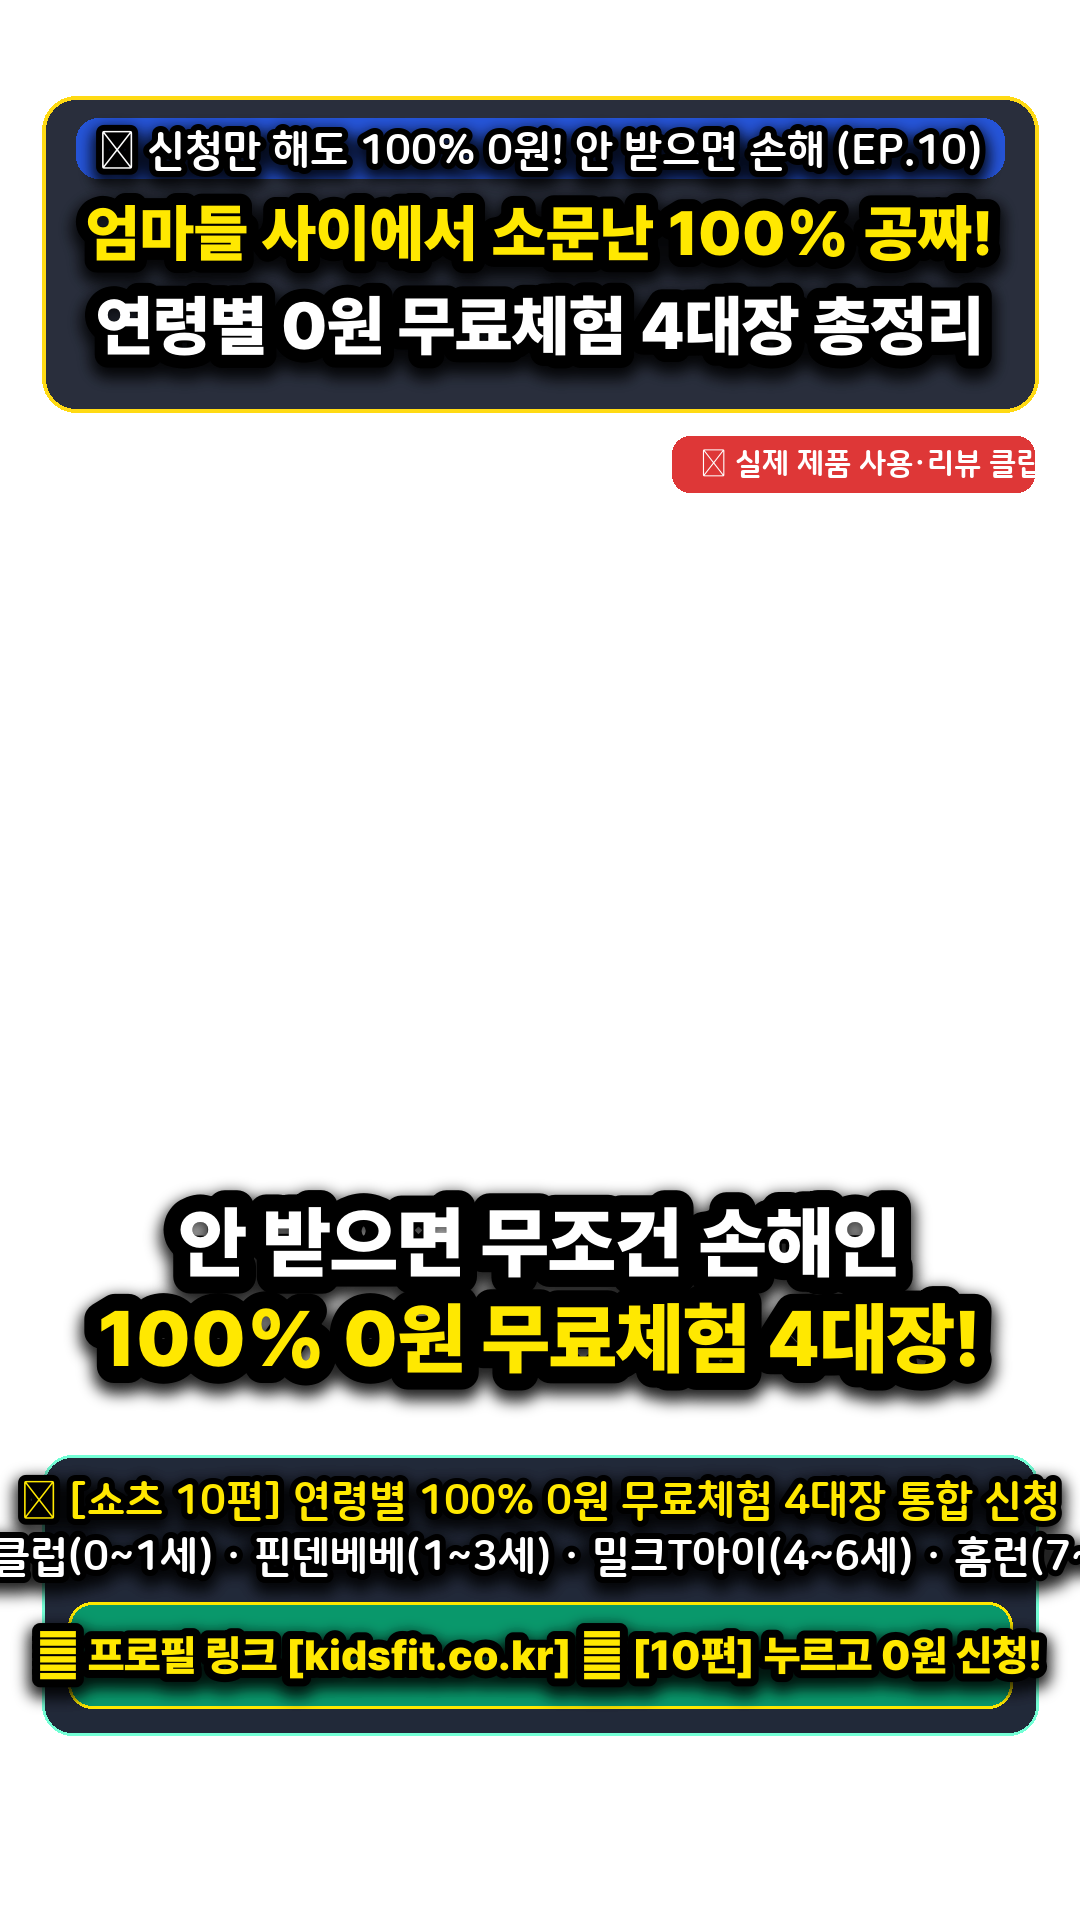 신청만 해도 100% 0원! 안 받으면 손해 (EP.10)
엄마들 사이에서 소문난 100% 공짜!
연령별 0원 무료체험 4대장 총정리
실제 제품 사용·리뷰
안 받으면 무조건 손해인
100% 0원 무료체험 4대장!
[쇼츠 10편] 연령별 100% 0원 무료체험 4대장 통합 신청
클럽(0~1세) · 핀덴베베(1~3세) · 밀크T아이(4~6세) · 홈런(7~
프로필 링크 [kidsfit.co.kr] [10편] 누르고 0원 신청!